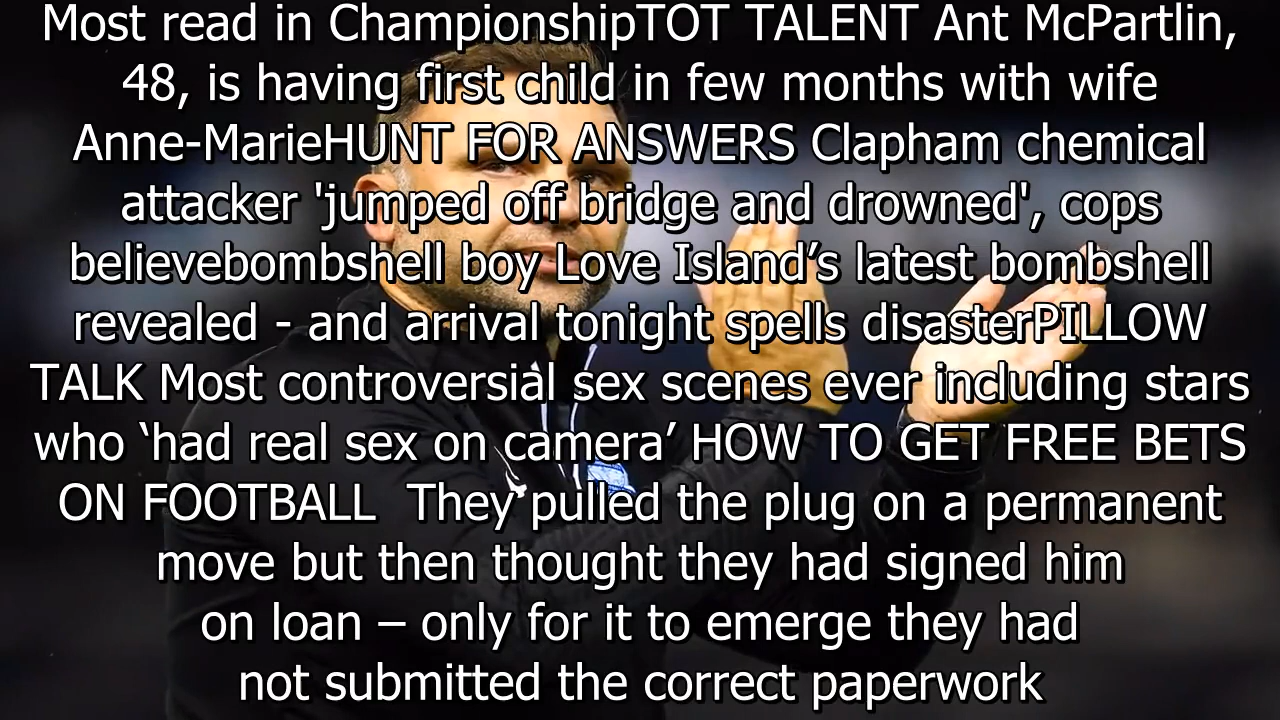 Most read in ChampionshipTOT TALENT Ant McPartlin,
48, is having first child in few months with wife
Anne-MarieHUNT FOR ANSWERS Clapham chemical
attacker 'jumped off bridge and drowned', cops
believebombshell boy Love Island’s latest bombshell
revealed - and arrival tonight spells disasterPILLOW
TALK Most controversial sex scenes ever including stars
who ‘had real sex on camera’ HOW TO GET FREE BETS
ON FOOTBALL  They pulled the plug on a permanent
move but then thought they had signed him
on loan – only for it to emerge they had
not submitted the correct paperwork